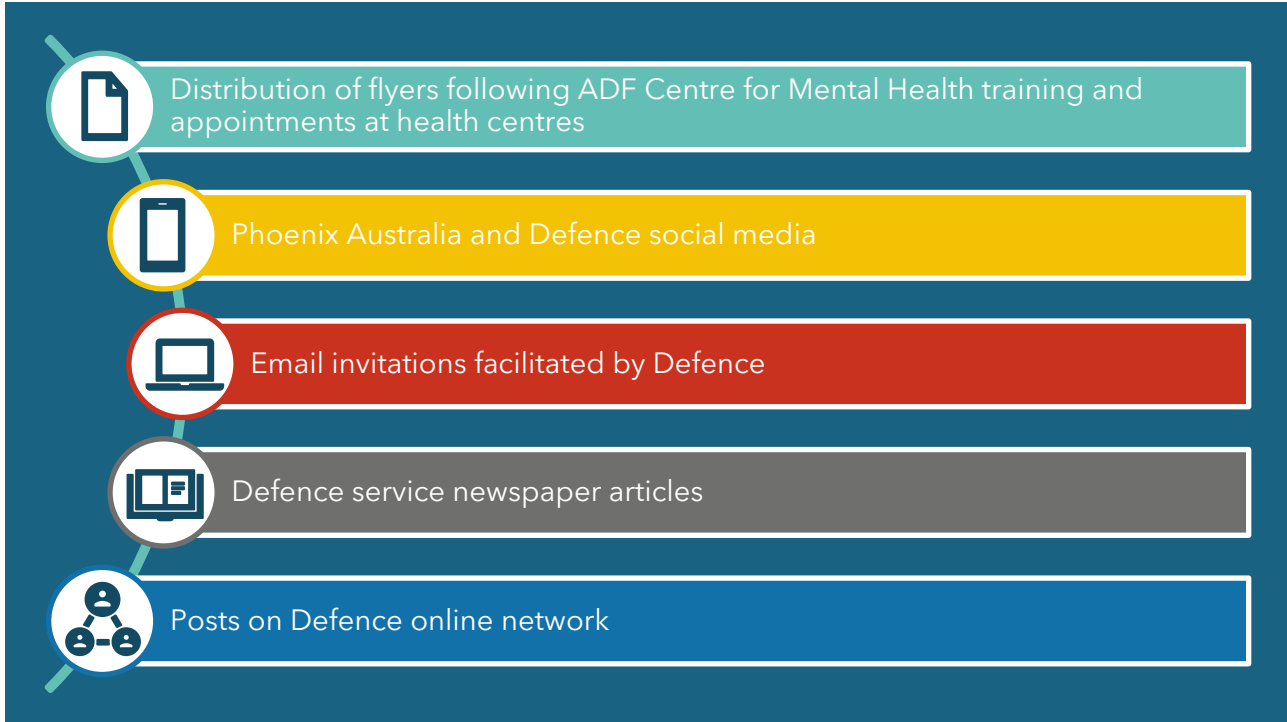 Distribution of flyers following ADF Centre for Mental Health training and
appointments at health centres
Phoenix Australia and Defence social media
Email invitations facilitated by Defence
Defence service newspaper articles
Posts on Defence online network